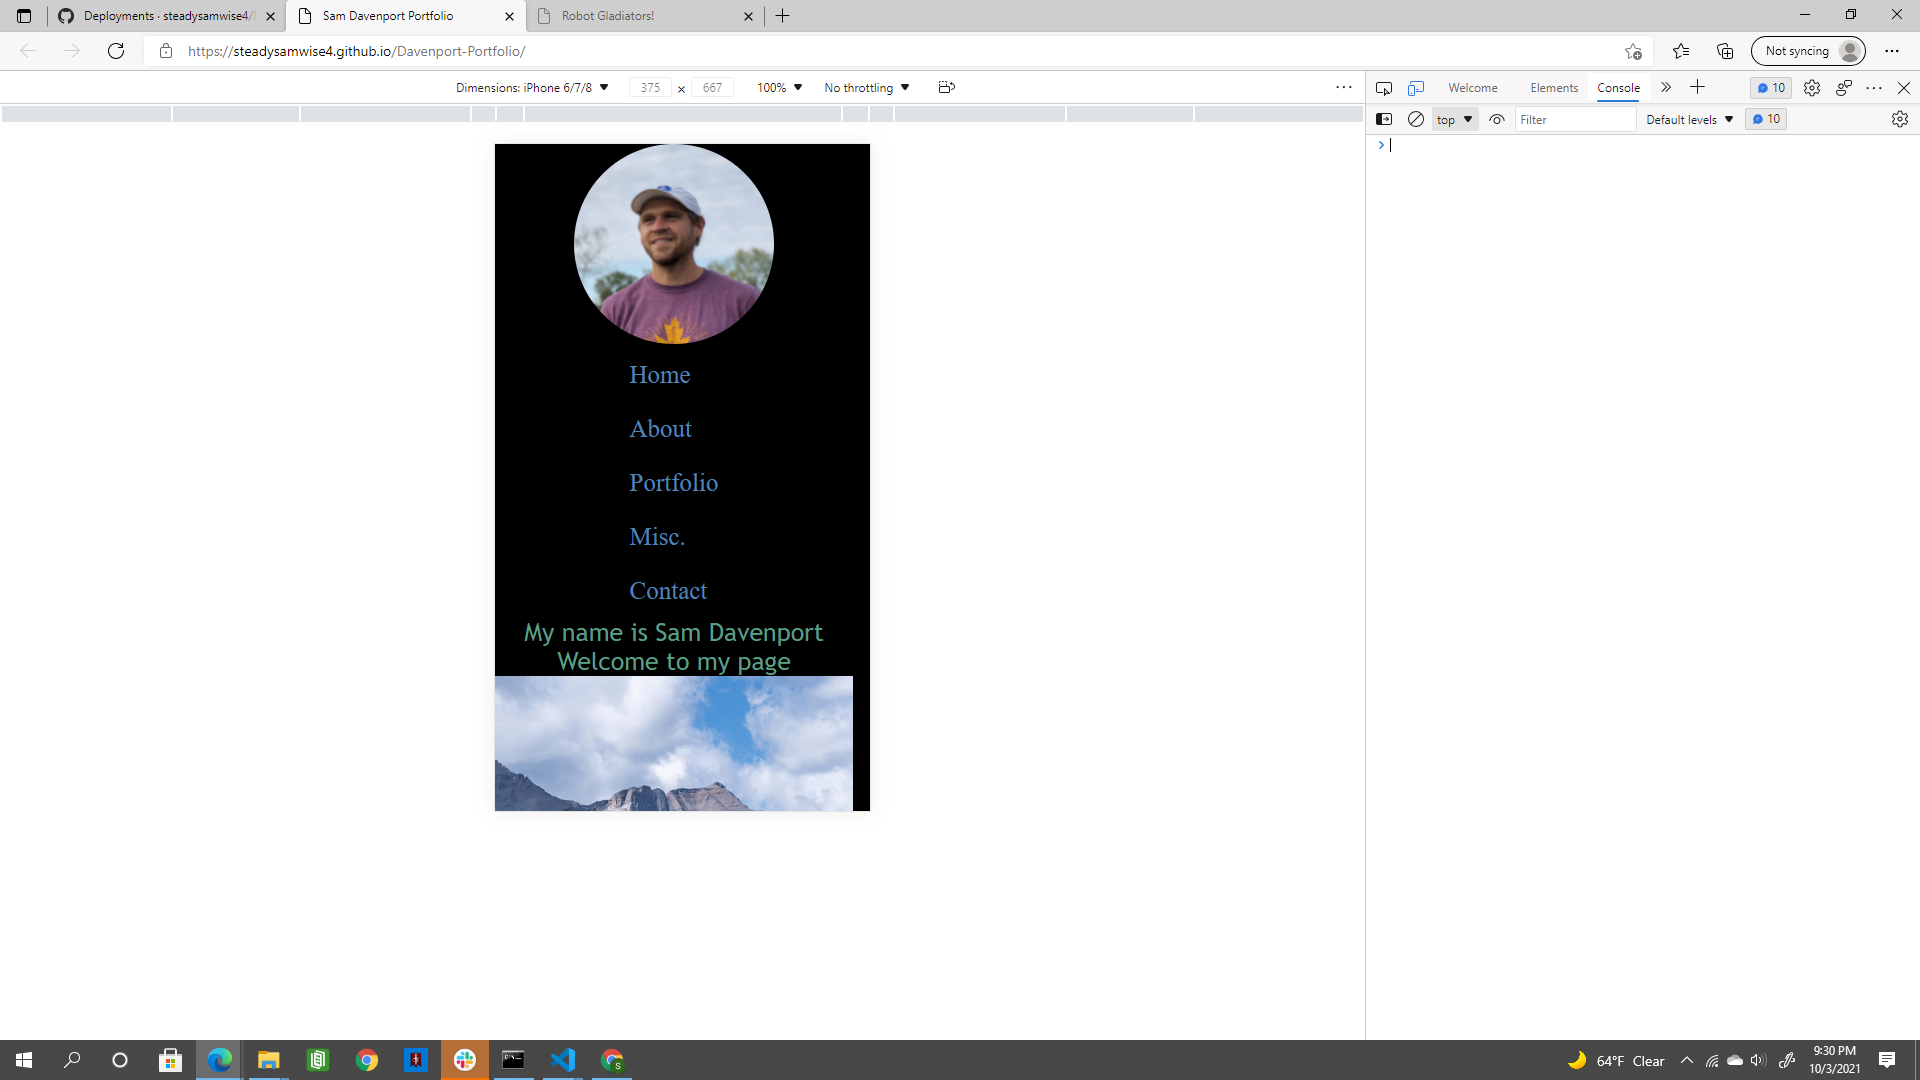 Deployments · steadysamwise4/
Sam Davenport Portfolio
Robot Gladiators!
https://steadysamwise4.github.io/Davenport-Portfolio/
Not syncing
Dimensions: iPhone 6/7/8
375 × 667
100%
No throttling
Welcome
Elements
Console
10
top
Filter
Default levels
10
Home
About
Portfolio
Misc.
Contact
My name is Sam Davenport
Welcome to my page
64°F Clear
9:30 PM
10/3/2021